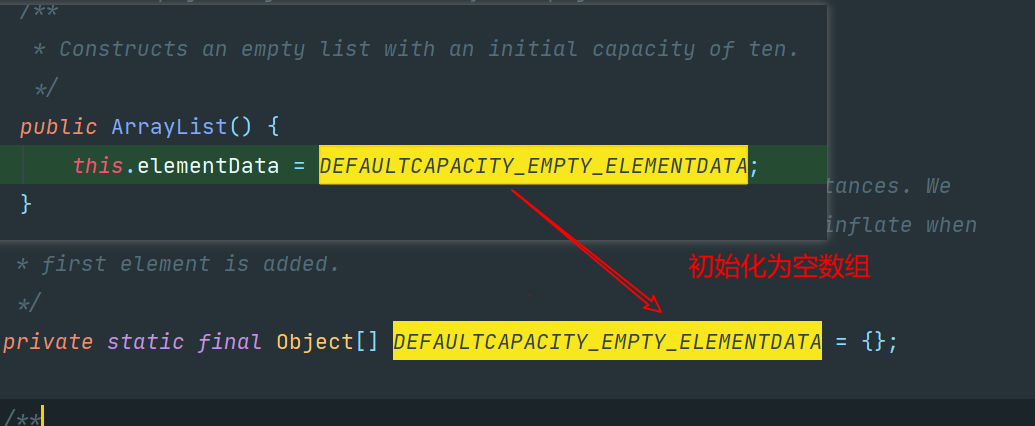 /**
* Constructs an empty list with an initial capacity of ten.
*/
public ArrayList() {
this.elementData = DEFAULTCAPACITY_EMPTY_ELEMENTDATA;
}
tances. We
inflate when
* first element is added.
初始化为空数组
*/
private static final Object[] DEFAULTCAPACITY_EMPTY_ELEMENTDATA = {};
/**